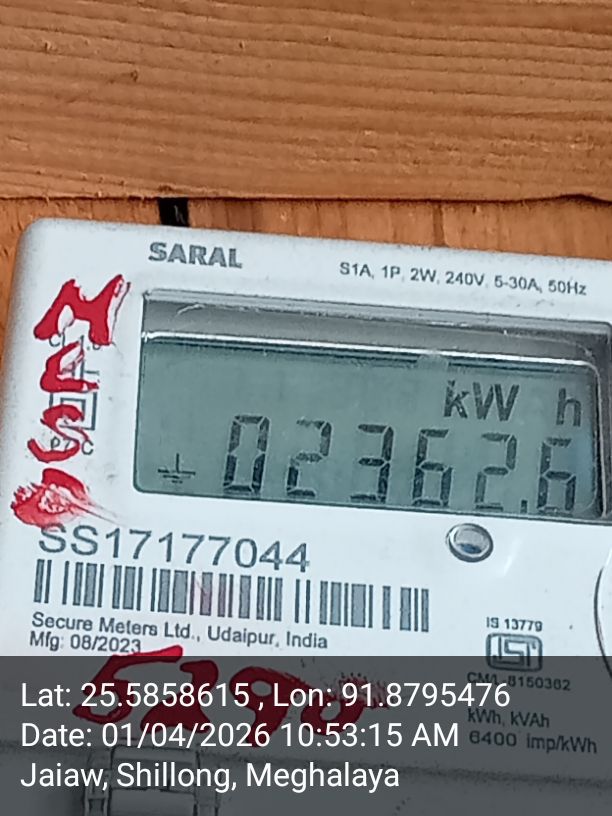 SARAL
S1A, 1P, 2W, 240V, 5-30A, 50Hz
kW h
02362.6
SS17177044
Secure Meters Ltd., Udaipur, India
Mfg: 08/2023
IS 13779
ISI
CM/L-8150362
kWh, kVAh
6400 imp/kWh
Lat: 25.5858615 , Lon: 91.8795476
Date: 01/04/2026 10:53:15 AM
Jaiaw, Shillong, Meghalaya